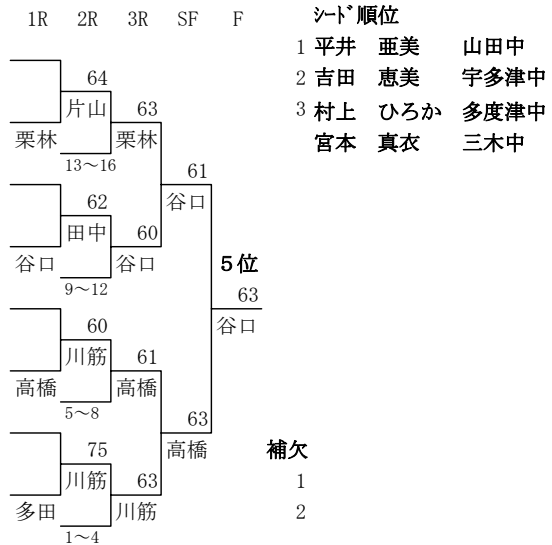 1R 2R 3R SF F
シード順位
1 平井 亜美 山田中
2 吉田 恵美 宇多津中
3 村上 ひろか 多度津中
宮本 真衣 三木中
64
片山 63
栗林 栗林
13～16
61
62 谷口
田中 60
谷口 谷口 5位
9～12
63
60 谷口
川筋 61
高橋 高橋
5～8
63
75 高橋 補欠
川筋 63 1
多田 川筋 2
1～4